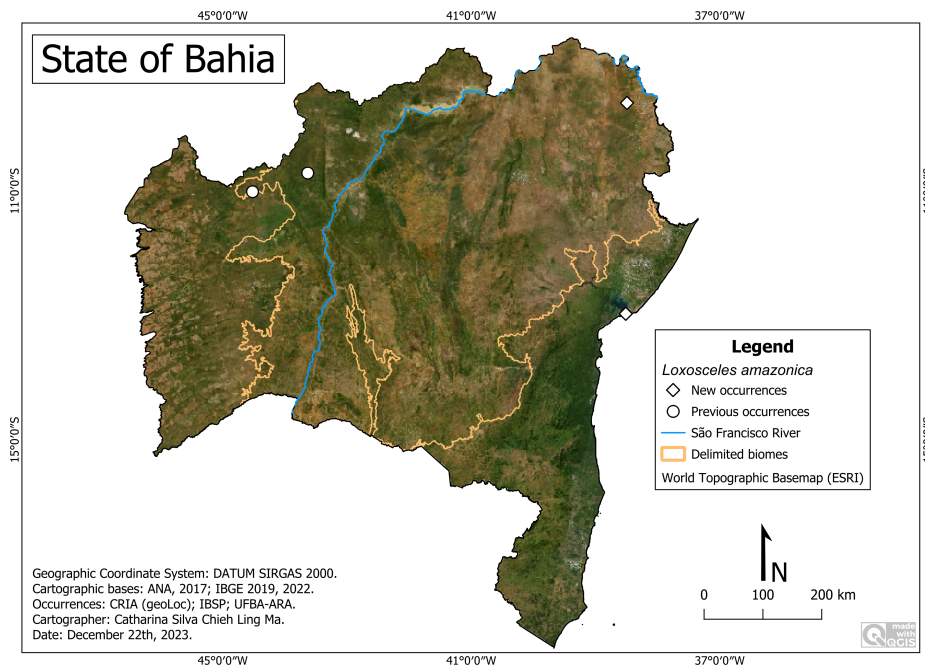 45°0'0"W 41°0'0"W 37°0'0"W
State of Bahia
11°0'0"S
15°0'0"S
Legend
Loxosceles amazonica
New occurrences
Previous occurrences
São Francisco River
Delimited biomes
World Topographic Basemap (ESRI)
N
0 100 200 km
Geographic Coordinate System: DATUM SIRGAS 2000.
Cartographic bases: ANA, 2017; IBGE 2019, 2022.
Occurrences: CRIA (geoLoc); IBSP; UFBA-ARA.
Cartographer: Catharina Silva Chieh Ling Ma.
Date: December 22th, 2023.
made
with
QGIS
45°0'0"W 41°0'0"W 37°0'0"W